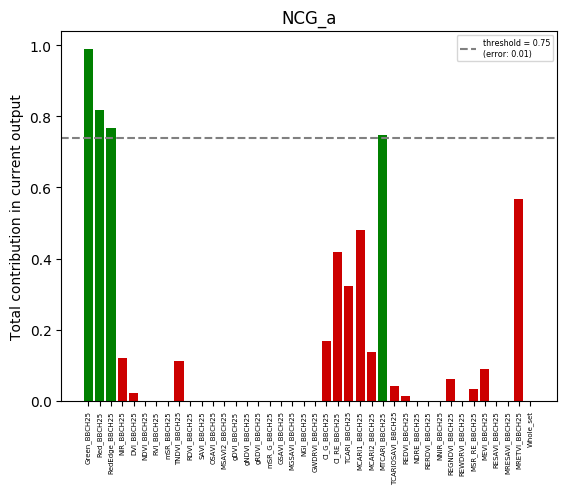 NCG_a
threshold = 0.75
(error: 0.01)
Total contribution in current output
1.0
0.8
0.6
0.4
0.2
0.0
Green_BBCH25
Red_BBCH25
RedEdge_BBCH25
NIR_BBCH25
DVI_BBCH25
NDVI_BBCH25
RVI_BBCH25
mSR_BBCH25
TNDVI_BBCH25
RDVI_BBCH25
SAVI_BBCH25
OSAVI_BBCH25
MSAVI2_BBCH25
gDVI_BBCH25
gNDVI_BBCH25
gRDVI_BBCH25
mSR_G_BBCH25
GSAVI_BBCH25
MGSAVI_BBCH25
NGI_BBCH25
GWDRVI_BBCH25
CI_G_BBCH25
CI_RE_BBCH25
TCARI_BBCH25
MCARI1_BBCH25
MCARI2_BBCH25
MTCARI_BBCH25
TCARIOSAVI_BBCH25
REDVI_BBCH25
NDRE_BBCH25
RERDVI_BBCH25
NNIR_BBCH25
REGNDVI_BBCH25
REWDRVI_BBCH25
MSR_RE_BBCH25
MEVI_BBCH25
RESAVI_BBCH25
MRESAVI_BBCH25
MRETVI_BBCH25
Whole_set